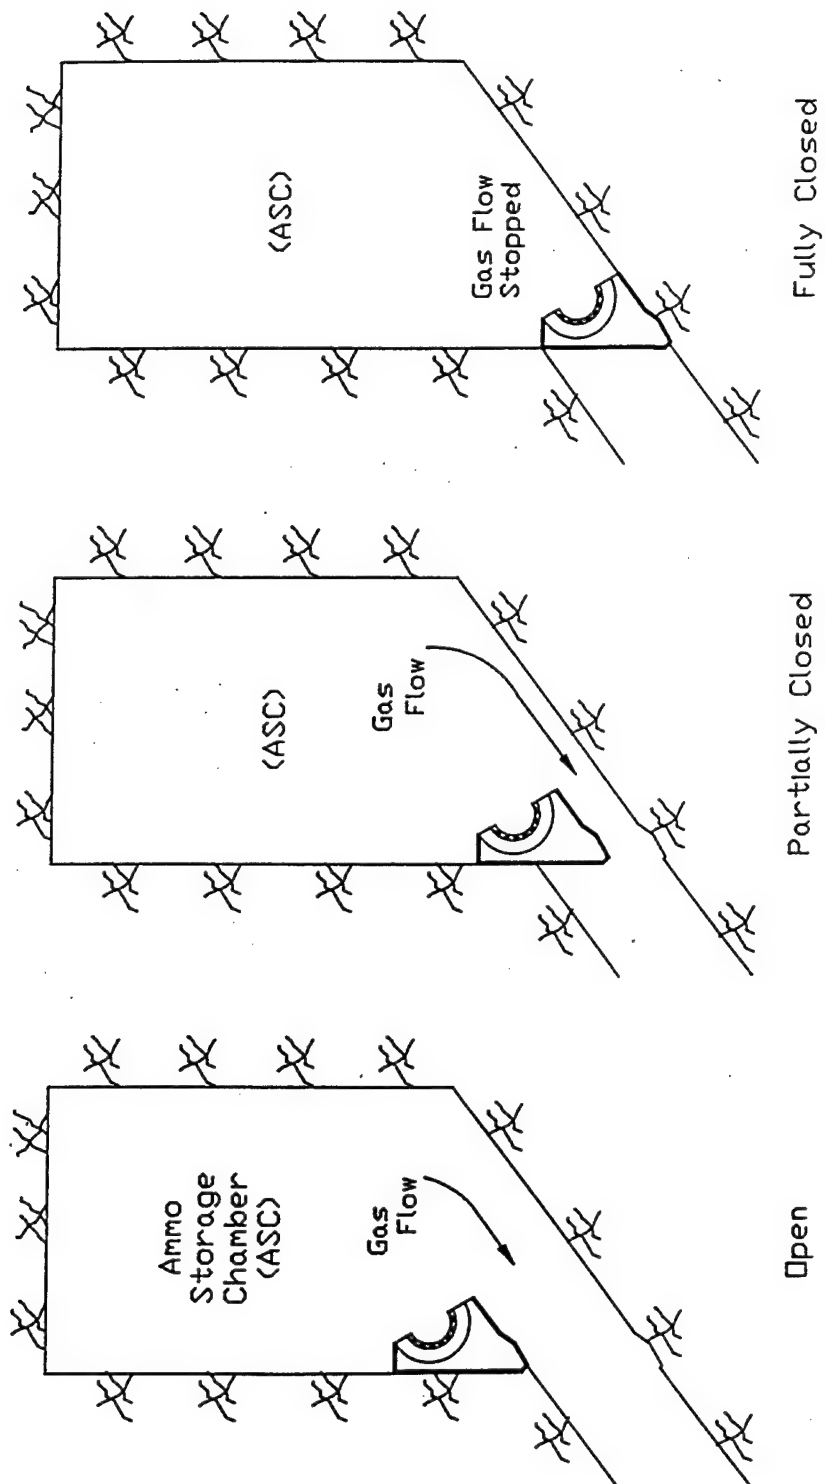 Ammo
Storage
Chamber
(ASC)
Gas
Flow
Open
(ASC)
Gas
Flow
Partially Closed
(ASC)
Gas Flow
Stopped
Fully Closed